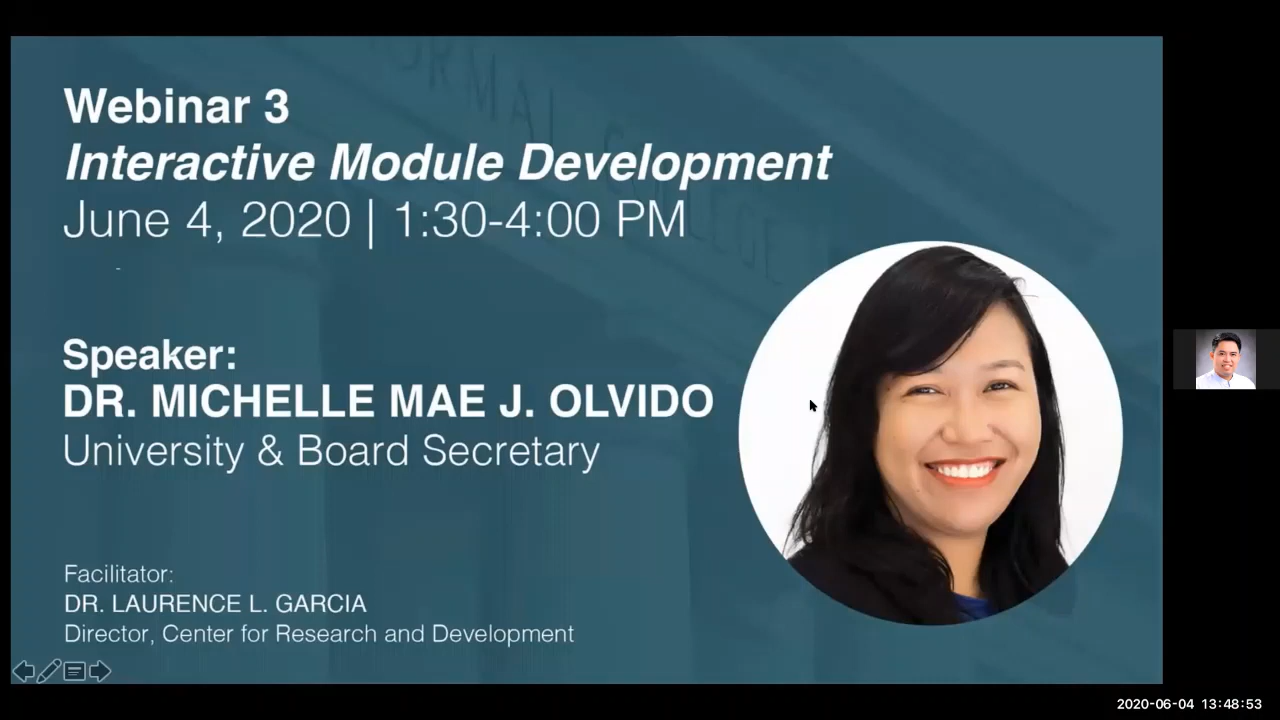 Webinar 3
Interactive Module Development
June 4, 2020 | 1:30-4:00 PM
Speaker:
DR. MICHELLE MAE J. OLVIDO
University & Board Secretary
Facilitator:
DR. LAURENCE L. GARCIA
Director, Center for Research and Development
2020-06-04 13:48:53